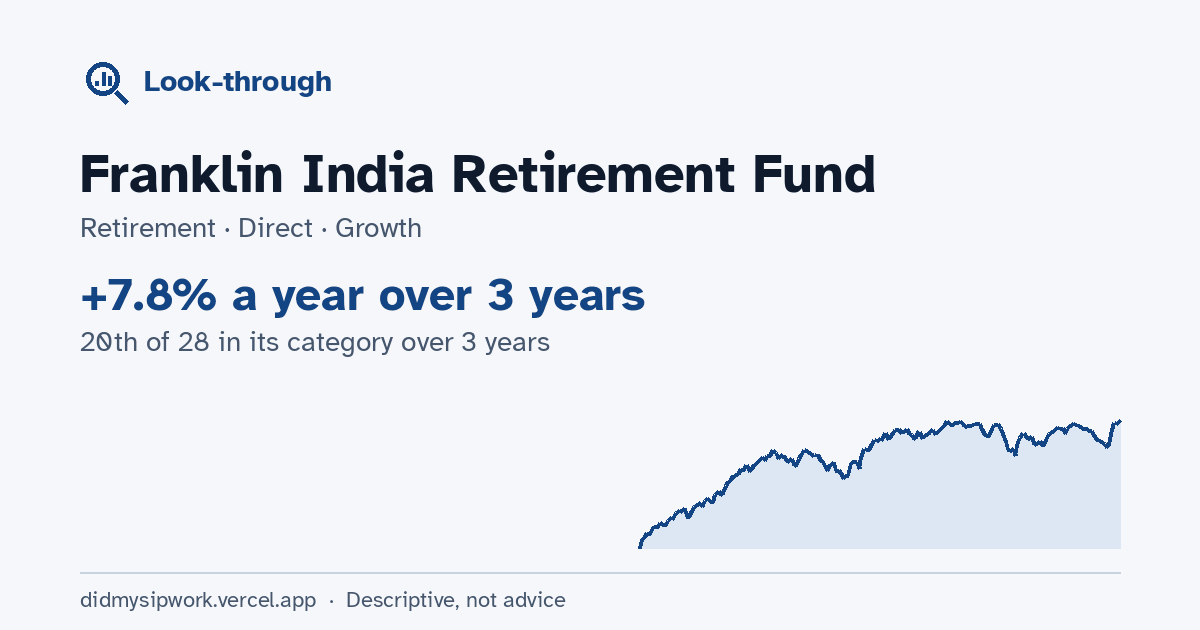 Look-through
Franklin India Retirement Fund
Retirement · Direct · Growth
+7.8% a year over 3 years
20th of 28 in its category over 3 years
didmysipwork.vercel.app · Descriptive, not advice